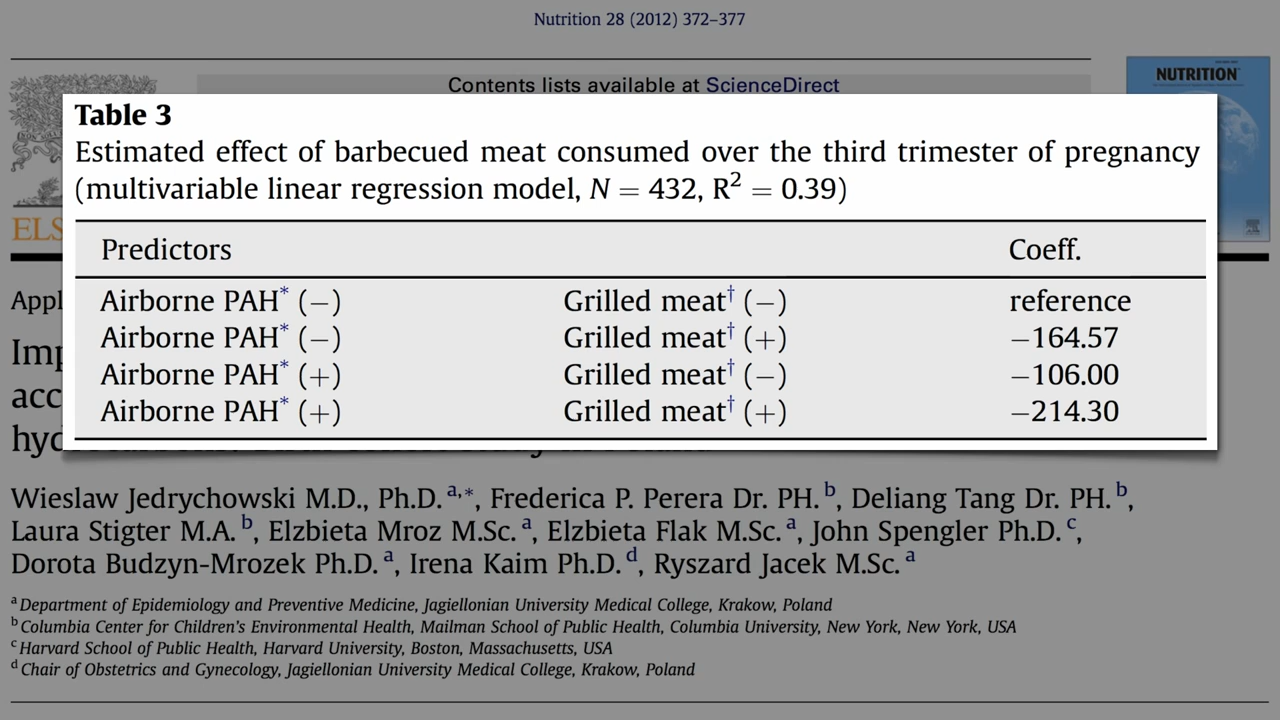 Nutrition 28 (2012) 372–377
Contents lists available at ScienceDirect
NUTRITION
Table 3
Estimated effect of barbecued meat consumed over the third trimester of pregnancy
(multivariable linear regression model, N = 432, R² = 0.39)
Predictors Coeff.
Airborne PAH* (−) Grilled meat† (−) reference
Airborne PAH* (−) Grilled meat† (+) −164.57
Airborne PAH* (+) Grilled meat† (−) −106.00
Airborne PAH* (+) Grilled meat† (+) −214.30
Wieslaw Jedrychowski M.D., Ph.D. a,*, Frederica P. Perera Dr. PH. b, Deliang Tang Dr. PH. b,
Laura Stigter M.A. b, Elzbieta Mroz M.Sc. a, Elzbieta Flak M.Sc. a, John Spengler Ph.D. c,
Dorota Budzyn-Mrozek Ph.D. a, Irena Kaim Ph.D. d, Ryszard Jacek M.Sc. a
a Department of Epidemiology and Preventive Medicine, Jagiellonian University Medical College, Krakow, Poland
b Columbia Center for Children's Environmental Health, Mailman School of Public Health, Columbia University, New York, New York, USA
c Harvard School of Public Health, Harvard University, Boston, Massachusetts, USA
d Chair of Obstetrics and Gynecology, Jagiellonian University Medical College, Krakow, Poland